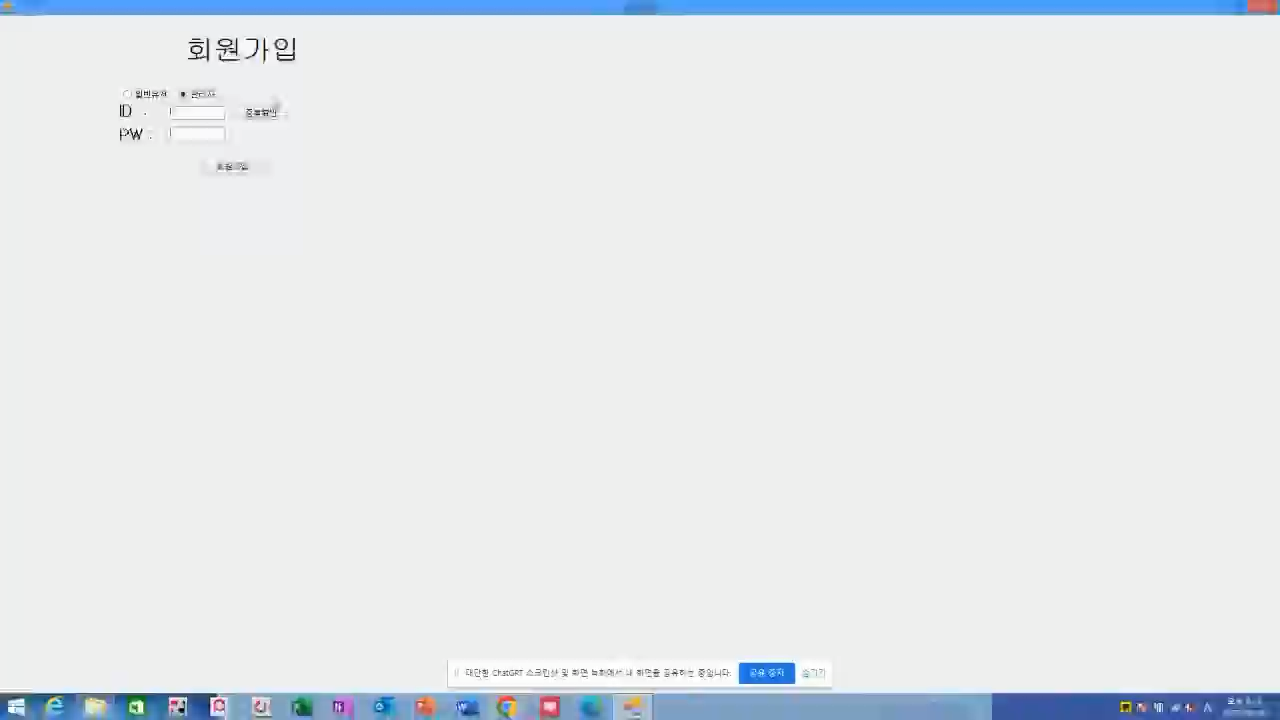 회원가입
일반유저 관리자
ID :
중복확인
PW :
회원가입
대단한 ChatGPT 스크린샷 및 화면 녹화에서 내 화면을 공유하는 중입니다. 공유 중지 숨기기